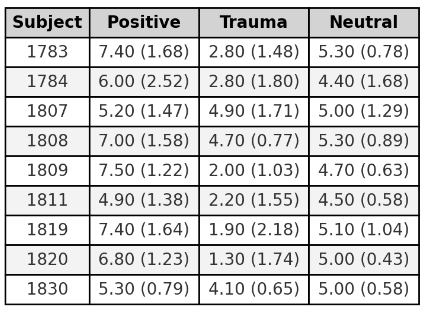 Subject Positive Trauma Neutral
1783 7.40 (1.68) 2.80 (1.48) 5.30 (0.78)
1784 6.00 (2.52) 2.80 (1.80) 4.40 (1.68)
1807 5.20 (1.47) 4.90 (1.71) 5.00 (1.29)
1808 7.00 (1.58) 4.70 (0.77) 5.30 (0.89)
1809 7.50 (1.22) 2.00 (1.03) 4.70 (0.63)
1811 4.90 (1.38) 2.20 (1.55) 4.50 (0.58)
1819 7.40 (1.64) 1.90 (2.18) 5.10 (1.04)
1820 6.80 (1.23) 1.30 (1.74) 5.00 (0.43)
1830 5.30 (0.79) 4.10 (0.65) 5.00 (0.58)